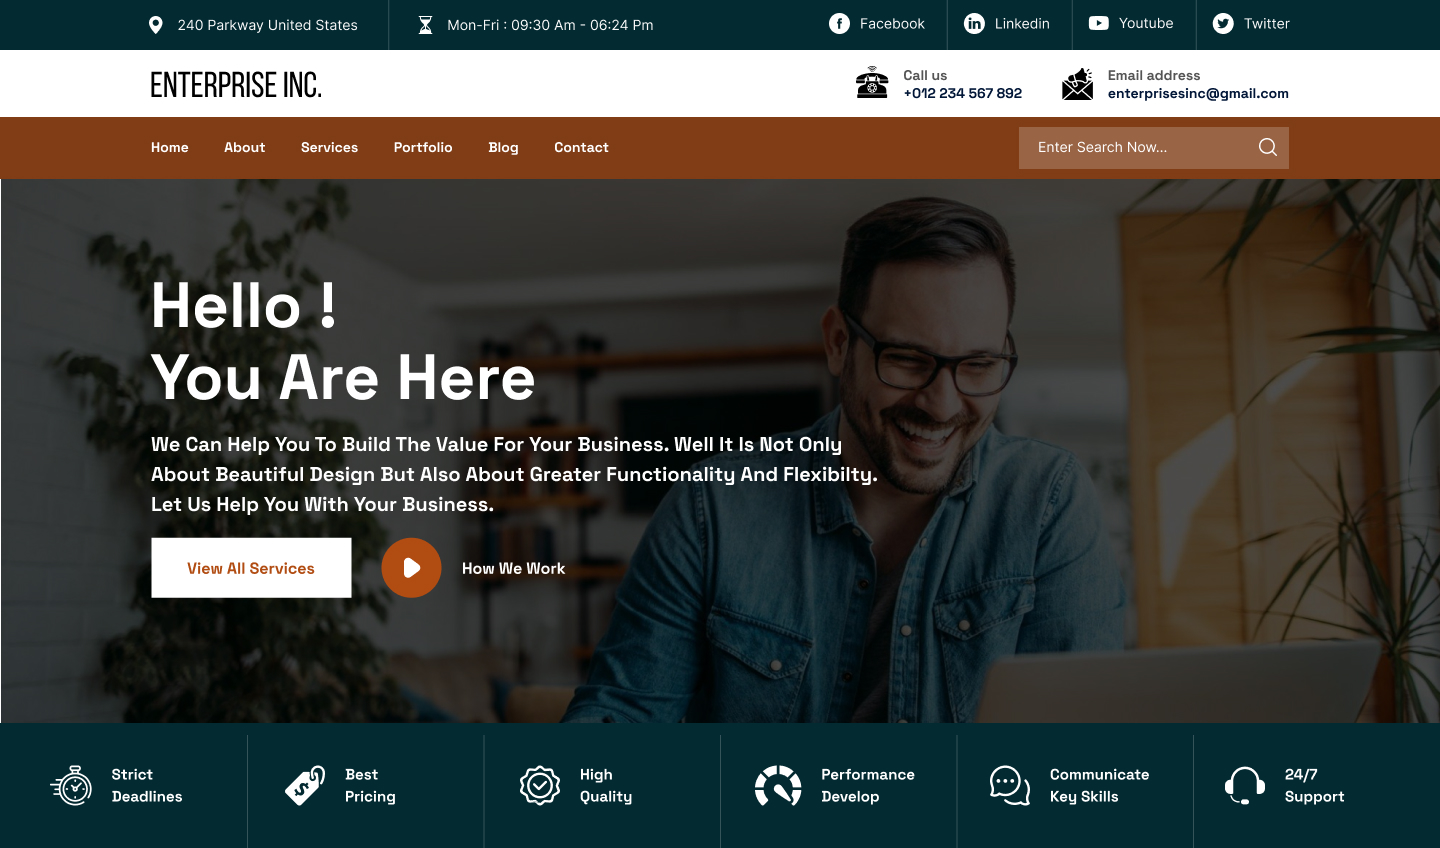 240 Parkway United States
Mon-Fri : 09:30 Am - 06:24 Pm
Facebook
Linkedin
Youtube
Twitter
ENTERPRISE INC.
Call us
+012 234 567 892
Email address
enterprisesinc@gmail.com
Home
About
Services
Portfolio
Blog
Contact
Enter Search Now...
Hello !
You Are Here
We Can Help You To Build The Value For Your Business. Well It Is Not Only
About Beautiful Design But Also About Greater Functionality And Flexibilty.
Let Us Help You With Your Business.
View All Services
How We Work
Strict
Deadlines
Best
Pricing
High
Quality
Performance
Develop
Communicate
Key Skills
24/7
Support